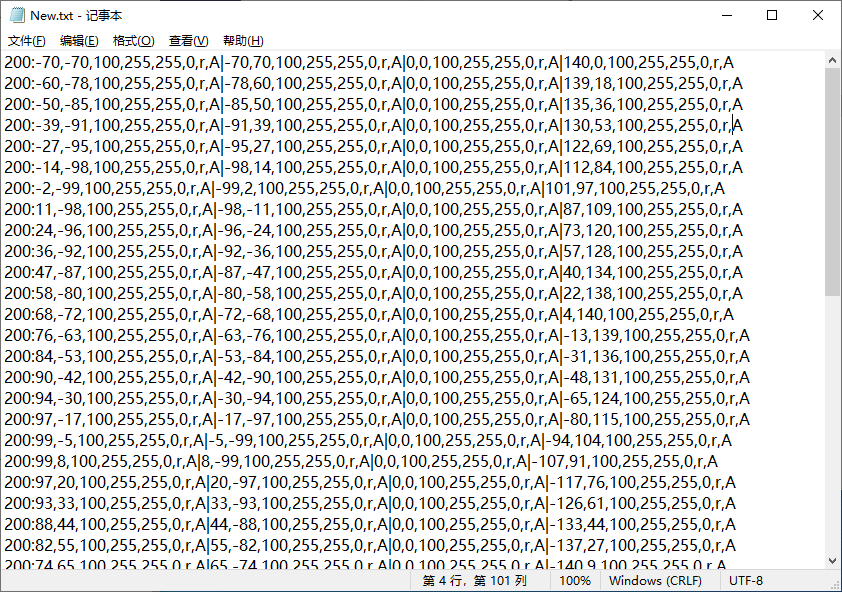 New.txt - 记事本
文件(F) 编辑(E) 格式(O) 查看(V) 帮助(H)
200:-70,-70,100,255,255,0,r,A|-70,70,100,255,255,0,r,A|0,0,100,255,255,0,r,A|140,0,100,255,255,0,r,A
200:-60,-78,100,255,255,0,r,A|-78,60,100,255,255,0,r,A|0,0,100,255,255,0,r,A|139,18,100,255,255,0,r,A
200:-50,-85,100,255,255,0,r,A|-85,50,100,255,255,0,r,A|0,0,100,255,255,0,r,A|135,36,100,255,255,0,r,A
200:-39,-91,100,255,255,0,r,A|-91,39,100,255,255,0,r,A|0,0,100,255,255,0,r,A|130,53,100,255,255,0,r,A
200:-27,-95,100,255,255,0,r,A|-95,27,100,255,255,0,r,A|0,0,100,255,255,0,r,A|122,69,100,255,255,0,r,A
200:-14,-98,100,255,255,0,r,A|-98,14,100,255,255,0,r,A|0,0,100,255,255,0,r,A|112,84,100,255,255,0,r,A
200:-2,-99,100,255,255,0,r,A|-99,2,100,255,255,0,r,A|0,0,100,255,255,0,r,A|101,97,100,255,255,0,r,A
200:11,-98,100,255,255,0,r,A|-98,-11,100,255,255,0,r,A|0,0,100,255,255,0,r,A|87,109,100,255,255,0,r,A
200:24,-96,100,255,255,0,r,A|-96,-24,100,255,255,0,r,A|0,0,100,255,255,0,r,A|73,120,100,255,255,0,r,A
200:36,-92,100,255,255,0,r,A|-92,-36,100,255,255,0,r,A|0,0,100,255,255,0,r,A|57,128,100,255,255,0,r,A
200:47,-87,100,255,255,0,r,A|-87,-47,100,255,255,0,r,A|0,0,100,255,255,0,r,A|40,134,100,255,255,0,r,A
200:58,-80,100,255,255,0,r,A|-80,-58,100,255,255,0,r,A|0,0,100,255,255,0,r,A|22,138,100,255,255,0,r,A
200:68,-72,100,255,255,0,r,A|-72,-68,100,255,255,0,r,A|0,0,100,255,255,0,r,A|4,140,100,255,255,0,r,A
200:76,-63,100,255,255,0,r,A|-63,-76,100,255,255,0,r,A|0,0,100,255,255,0,r,A|-13,139,100,255,255,0,r,A
200:84,-53,100,255,255,0,r,A|-53,-84,100,255,255,0,r,A|0,0,100,255,255,0,r,A|-31,136,100,255,255,0,r,A
200:90,-42,100,255,255,0,r,A|-42,-90,100,255,255,0,r,A|0,0,100,255,255,0,r,A|-48,131,100,255,255,0,r,A
200:94,-30,100,255,255,0,r,A|-30,-94,100,255,255,0,r,A|0,0,100,255,255,0,r,A|-65,124,100,255,255,0,r,A
200:97,-17,100,255,255,0,r,A|-17,-97,100,255,255,0,r,A|0,0,100,255,255,0,r,A|-80,115,100,255,255,0,r,A
200:99,-5,100,255,255,0,r,A|-5,-99,100,255,255,0,r,A|0,0,100,255,255,0,r,A|-94,104,100,255,255,0,r,A
200:99,8,100,255,255,0,r,A|8,-99,100,255,255,0,r,A|0,0,100,255,255,0,r,A|-107,91,100,255,255,0,r,A
200:97,20,100,255,255,0,r,A|20,-97,100,255,255,0,r,A|0,0,100,255,255,0,r,A|-117,76,100,255,255,0,r,A
200:93,33,100,255,255,0,r,A|33,-93,100,255,255,0,r,A|0,0,100,255,255,0,r,A|-126,61,100,255,255,0,r,A
200:88,44,100,255,255,0,r,A|44,-88,100,255,255,0,r,A|0,0,100,255,255,0,r,A|-133,44,100,255,255,0,r,A
200:82,55,100,255,255,0,r,A|55,-82,100,255,255,0,r,A|0,0,100,255,255,0,r,A|-137,27,100,255,255,0,r,A
200:74,65,100,255,255,0,r,A|65,-74,100,255,255,0,r,A|0,0,100,255,255,0,r,A|-140,9,100,255,255,0,r,A
第 4 行，第 101 列 100% Windows (CRLF) UTF-8